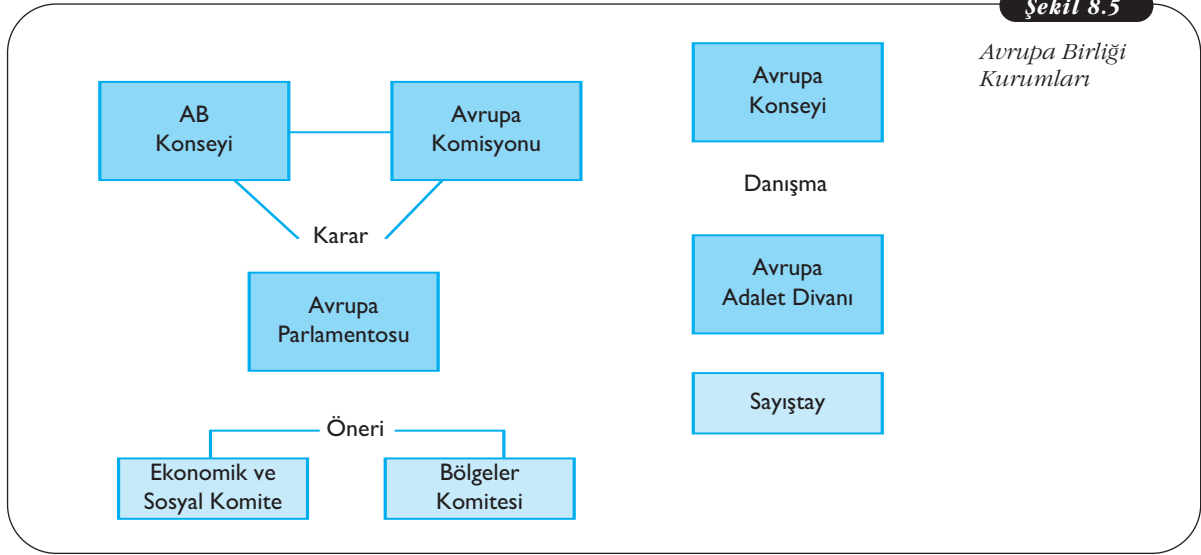 Şekil 8.5
Avrupa Birliği
Kurumları
AB
Konseyi
Avrupa
Komisyonu
Karar
Avrupa
Parlamentosu
Öneri
Ekonomik ve
Sosyal Komite
Bölgeler
Komitesi
Avrupa
Konseyi
Danışma
Avrupa
Adalet Divanı
Sayıştay